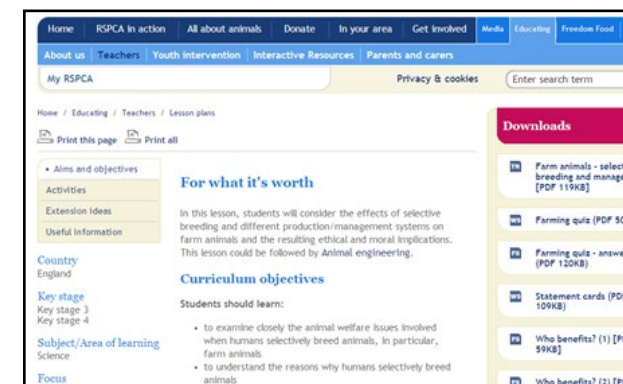 Home RSPCA in action All about animals Donate In your area Get involved Media Educating Freedom Food
About us Teachers Youth intervention Interactive Resources Parents and carers
My RSPCA Privacy & cookies Enter search term
Home / Educating / Teachers / Lesson plans
Print this page Print all
• Aims and objectives
Activities
Extension ideas
Useful information
Country
England
Key stage
Key stage 3
Key stage 4
Subject/Area of learning
Science
Focus
For what it's worth
In this lesson, students will consider the effects of selective
breeding and different production/management systems on
farm animals and the resulting ethical and moral implications.
This lesson could be followed by Animal engineering.
Curriculum objectives
Students should learn:
• to examine closely the animal welfare issues involved
when humans selectively breed animals, in particular,
farm animals
• to understand the reasons why humans selectively breed
animals
Downloads
Farm animals - select
breeding and manage
[PDF 119KB]
Farming quiz (PDF 50
Farming quiz - answe
(PDF 120KB)
Statement cards (PD
109KB)
Who benefits? (1) [P
59KB]
Who benefits? (2) [P